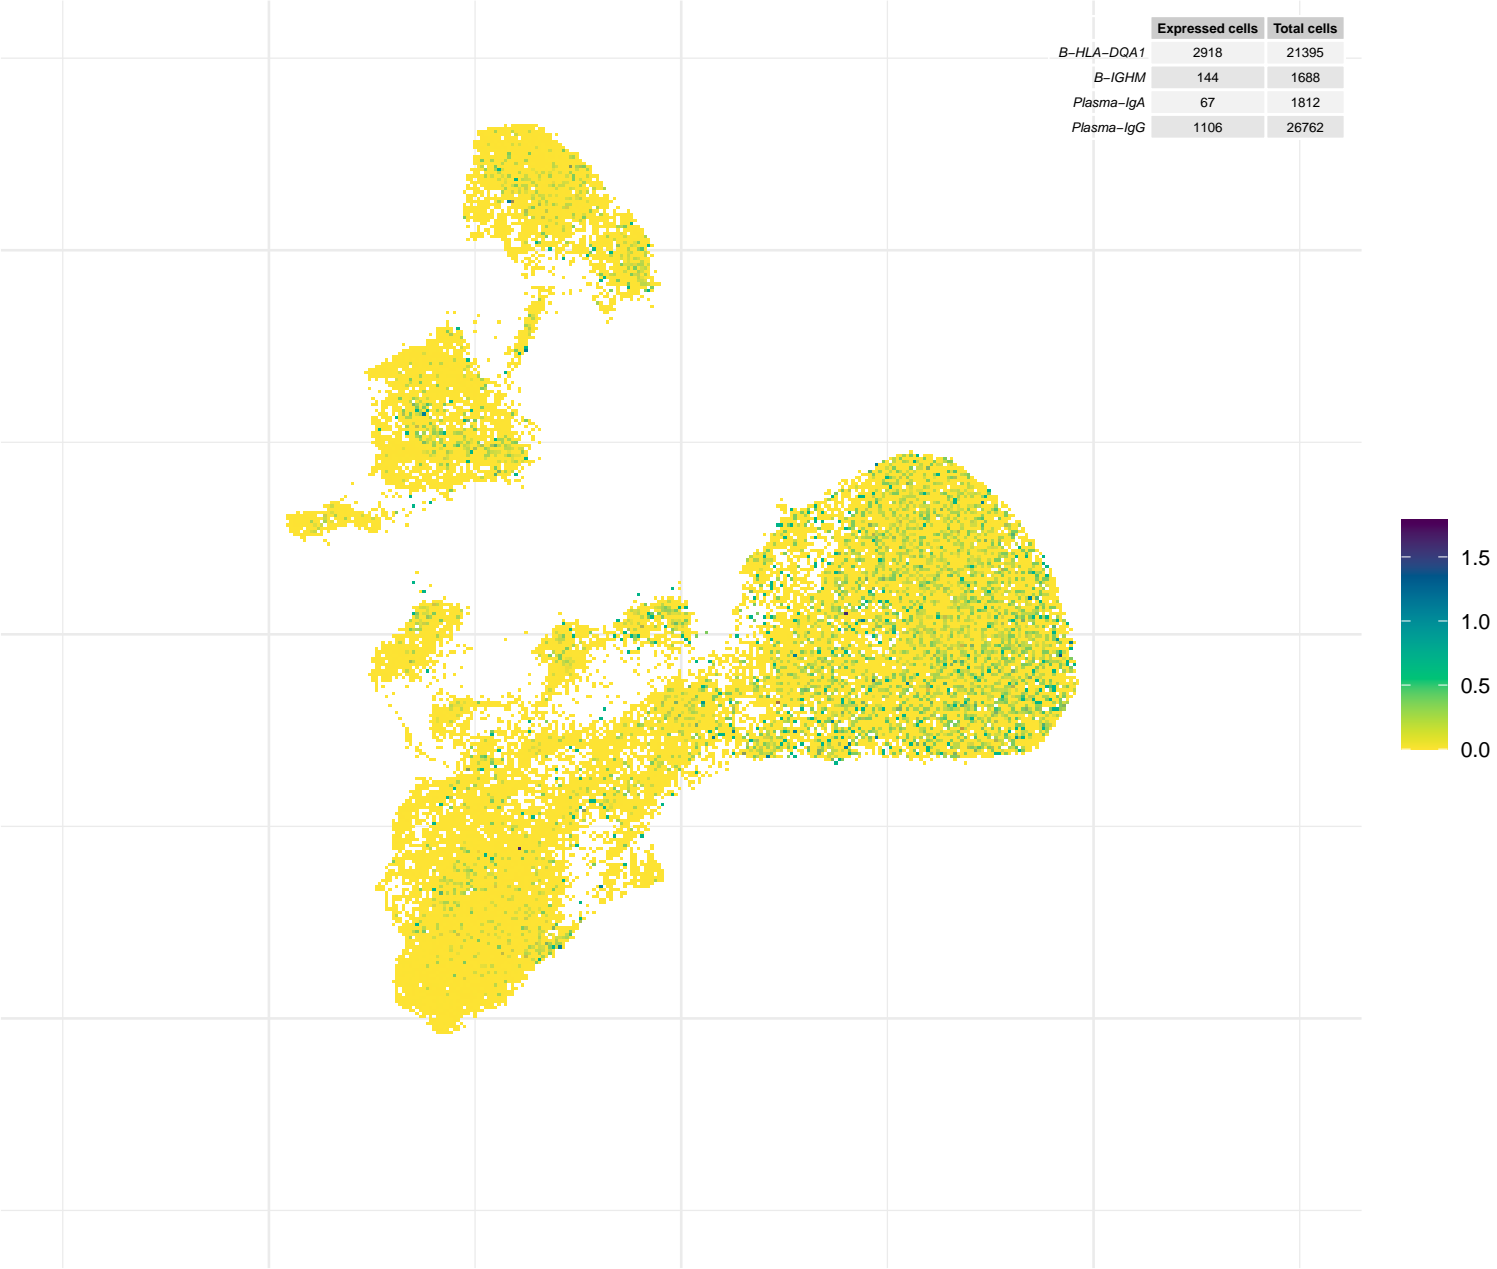 Expressed cells Total cells
B−HLA−DQA1 2918 21395
B−IGHM 144 1688
Plasma−IgA 67 1812
Plasma−IgG 1106 26762
1.5
1.0
0.5
0.0